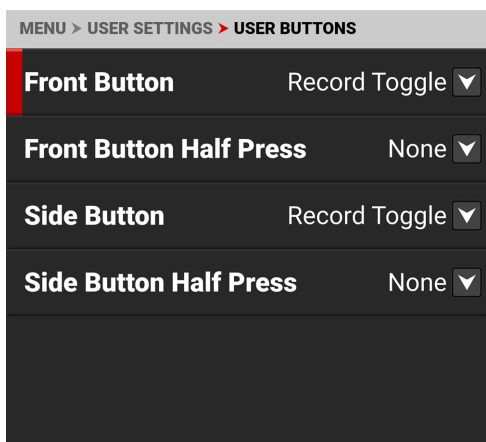 MENU > USER SETTINGS > USER BUTTONS
Front Button Record Toggle
Front Button Half Press None
Side Button Record Toggle
Side Button Half Press None